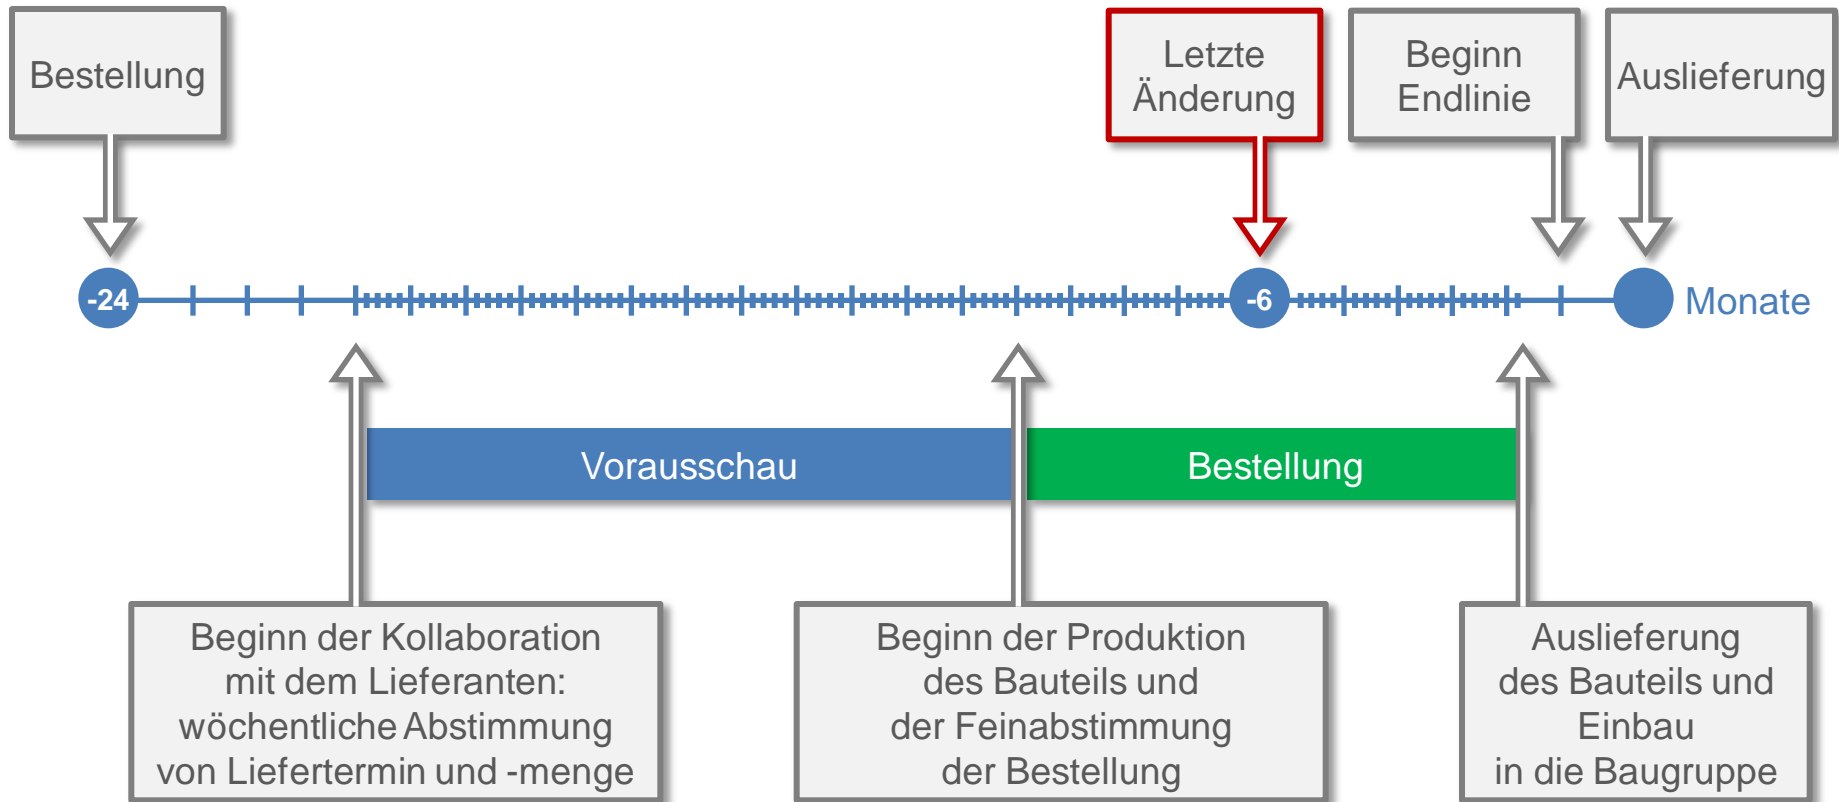 Bestellung
Letzte
Änderung
Beginn
Endlinie
Auslieferung
-24
-6
Monate
Vorausschau
Bestellung
Beginn der Kollaboration
mit dem Lieferanten:
wöchentliche Abstimmung
von Liefertermin und -menge
Beginn der Produktion
des Bauteils und
der Feinabstimmung
der Bestellung
Auslieferung
des Bauteils und
Einbau
in die Baugruppe